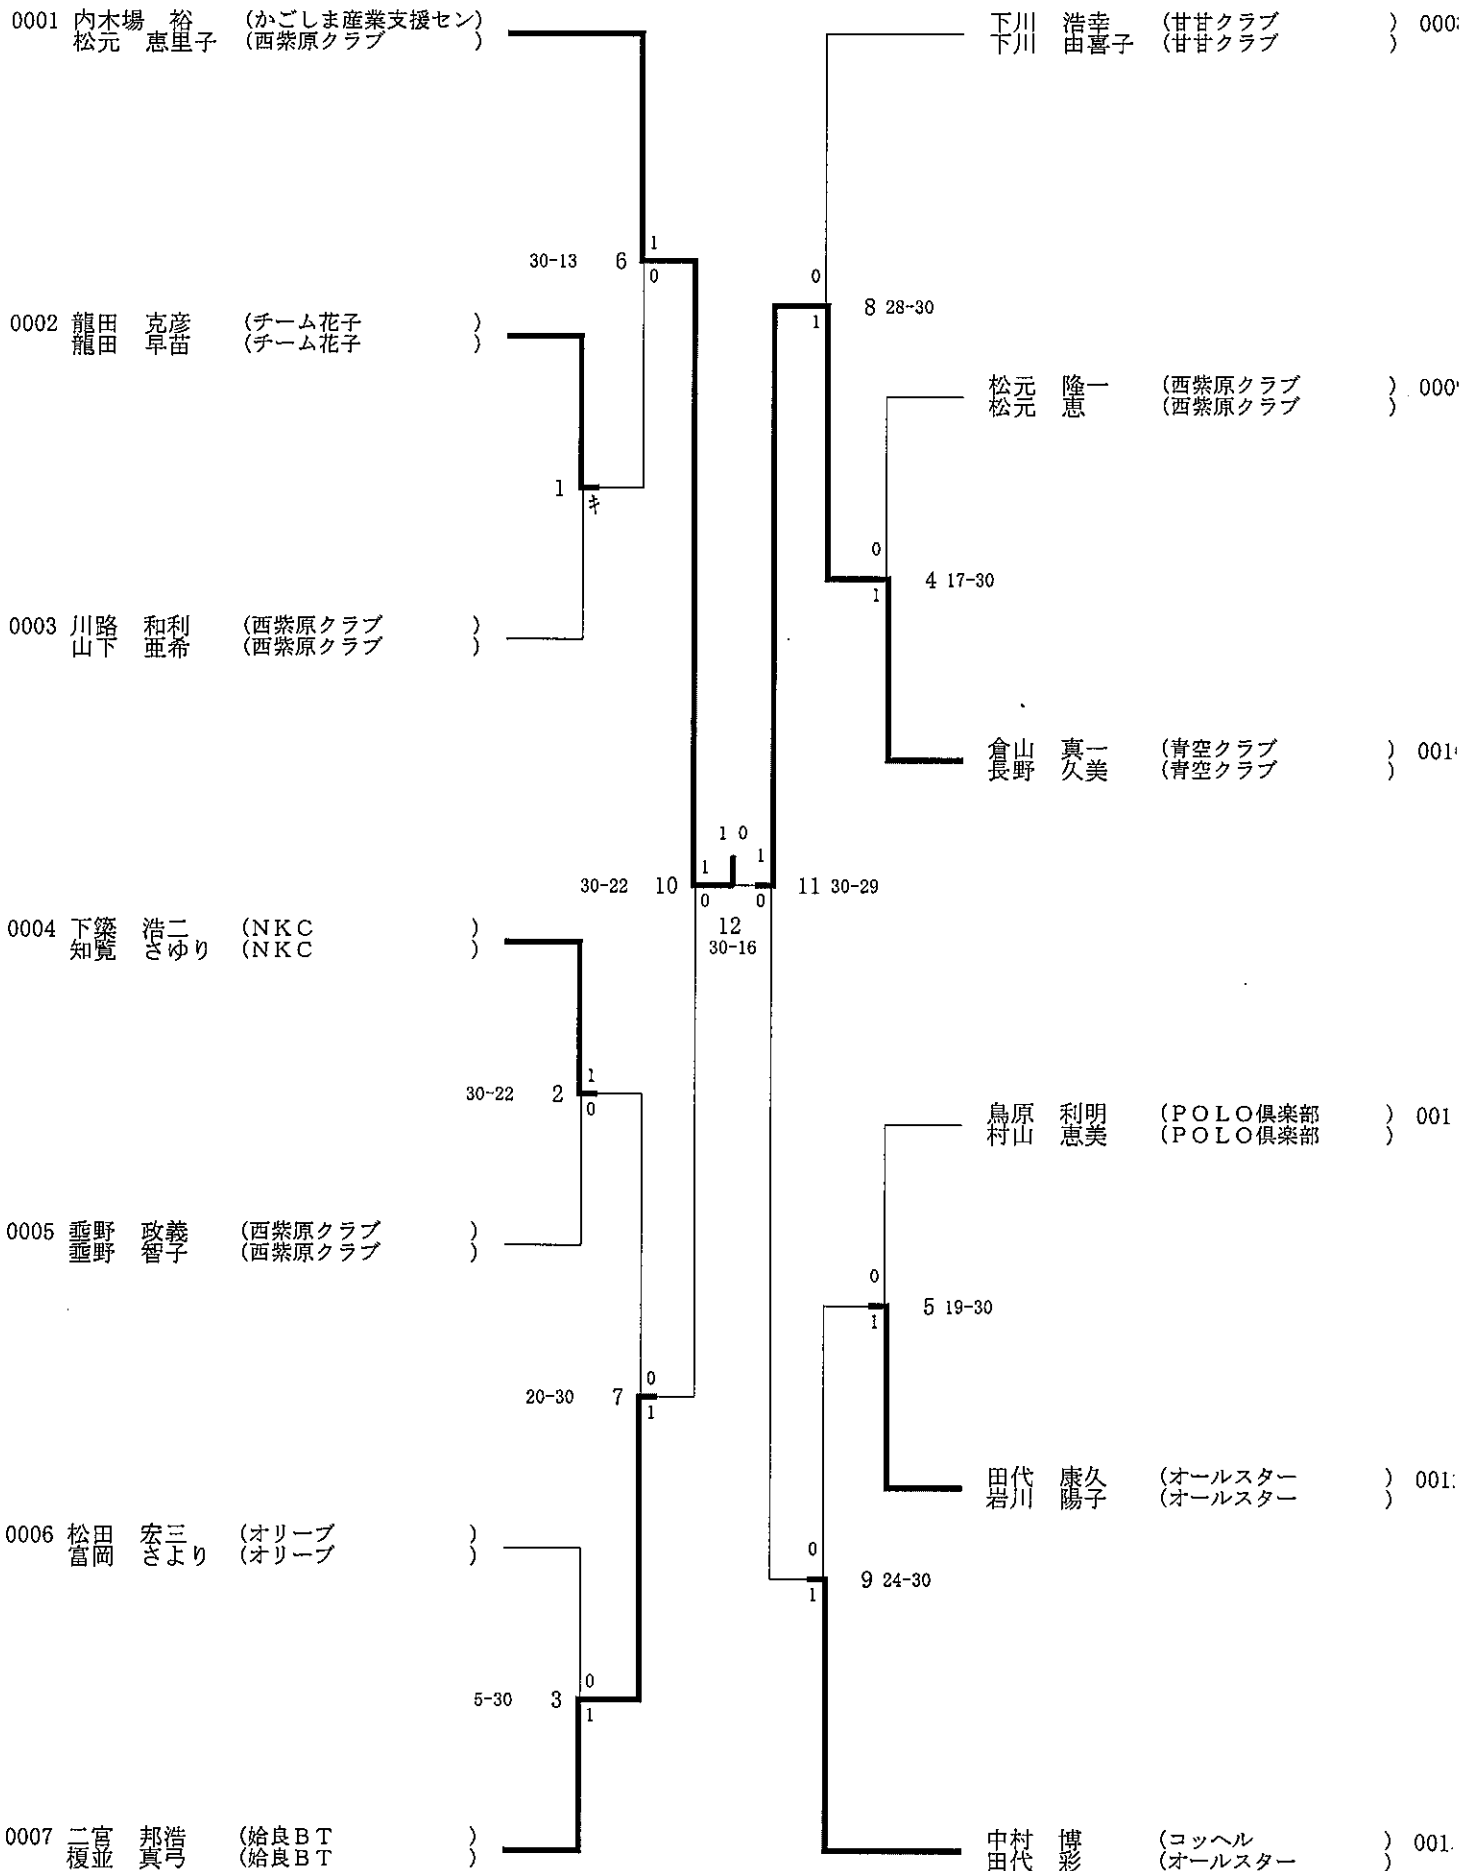 0001 内木場 裕 (かごしま産業支援セン)
松元 恵里子 (西紫原クラブ )
30-13 6 1
0
0002 龍田 克彦 (チーム花子 )
龍田 早苗 (チーム花子 )
1 キ
0003 川路 和利 (西紫原クラブ )
山下 亜希 (西紫原クラブ )
30-22 10 1
0
0004 下築 浩二 (NKC )
知覧 さゆり (NKC )
30-22 2 1
0
0005 垂野 政義 (西紫原クラブ )
垂野 智子 (西紫原クラブ )
20-30 7 0
1
0006 松田 宏三 (オリーブ )
富岡 さより (オリーブ )
5-30 3 0
1
0007 二宮 邦浩 (姶良BT )
榎並 真弓 (姶良BT )
1 0
12
30-16
下川 浩幸 (甘甘クラブ )
下川 由喜子 (甘甘クラブ )
0
1 8 28-30
松元 隆一 (西紫原クラブ ) 000
松元 恵 (西紫原クラブ )
0
1 4 17-30
倉山 真一 (青空クラブ ) 001
長野 久美 (青空クラブ )
1
0 11 30-29
鳥原 利明 (POLO倶楽部 ) 001
村山 恵美 (POLO倶楽部 )
0
1 5 19-30
田代 康久 (オールスター ) 001
岩川 陽子 (オールスター )
0
1 9 24-30
中村 博 (コッヘル ) 001
田代 彩 (オールスター )